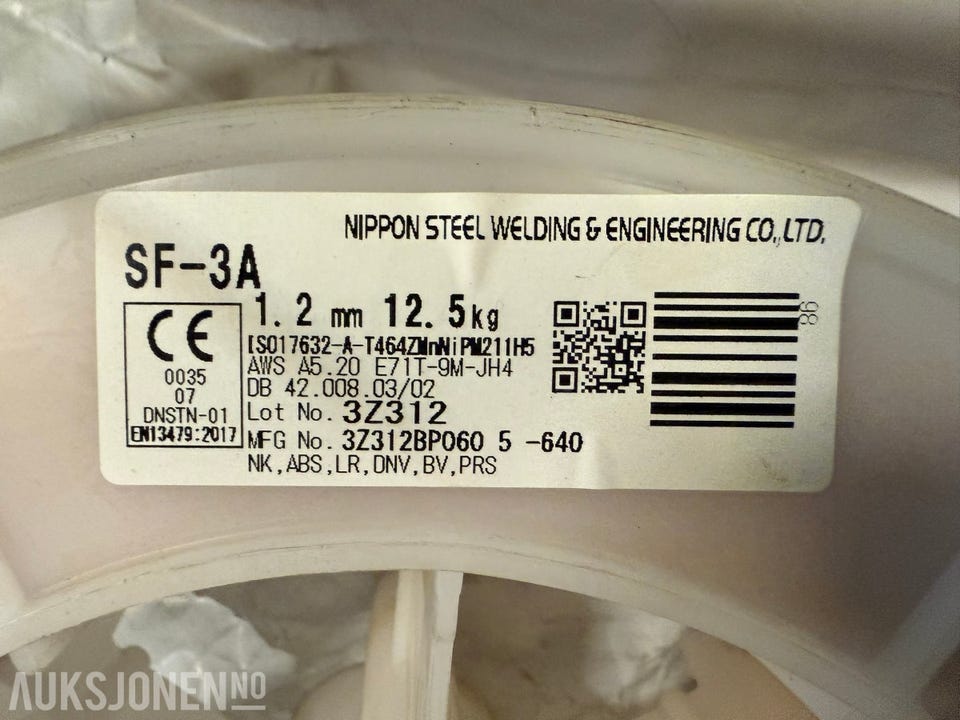 NIPPON STEEL WELDING & ENGINEERING CO.,LTD.
SF-3A
1.2 mm 12.5kg
ISO17632-A-T464ZMnNiPM211H5
AWS A5.20 E71T-9M-JH4
DB 42.008.03/02
Lot No. 3Z312
MFG No. 3Z312BP060 5 -640
NK,ABS,LR,DNV,BV,PRS
CE
0035
07
DNSTN-01
EN13479:2017
86
AUKSJONEN.NO